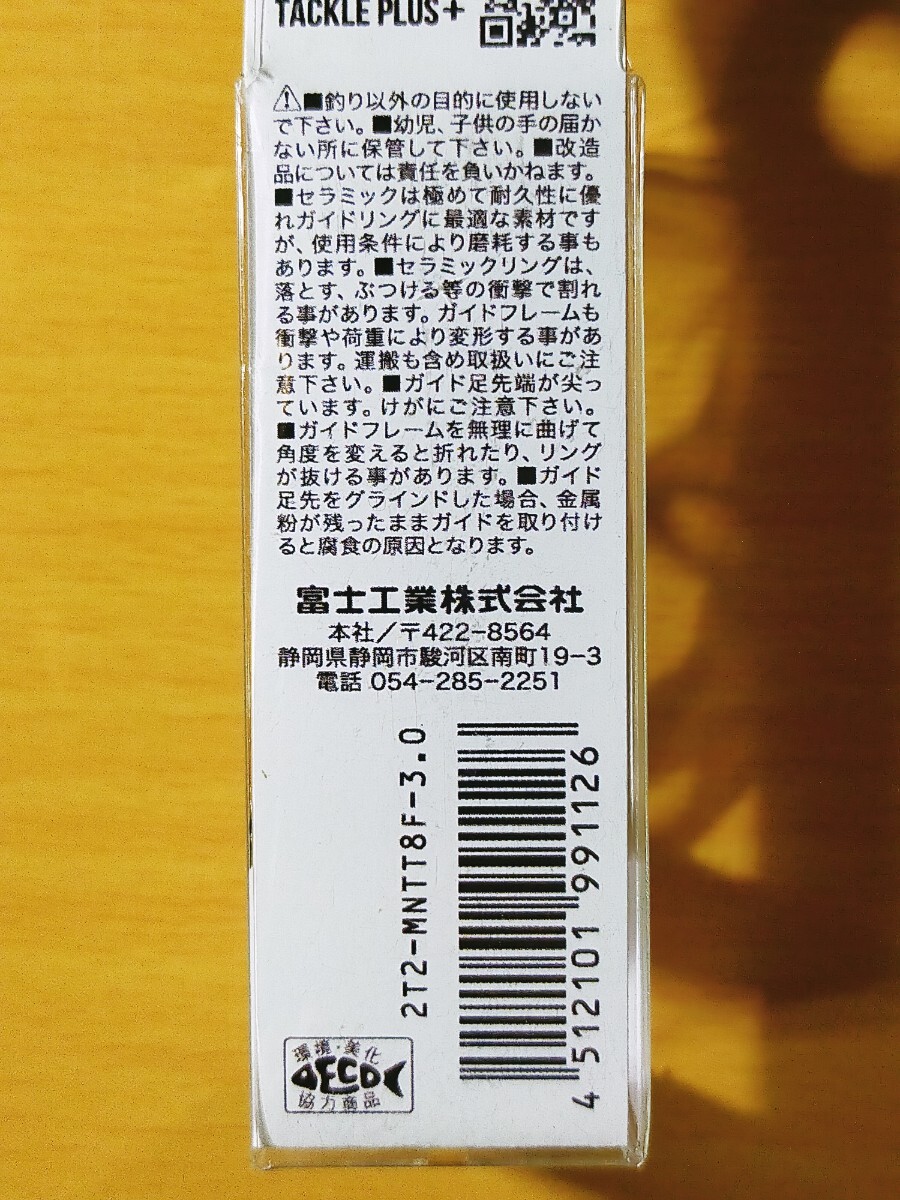 TACKLE PLUS+
⚠■釣り以外の目的に使用しない
で下さい。■幼児、子供の手の届か
ない所に保管して下さい。■改造
品については責任を負いかねます。
■セラミックは極めて耐久性に優
れガイドリングに最適な素材です
が、使用条件により磨耗する事も
あります。■セラミックリングは、
落とす、ぶつける等の衝撃で割れ
る事があります。ガイドフレームも
衝撃や荷重により変形する事があ
ります。運搬も含め取扱いにご注
意下さい。■ガイド足先端が尖っ
ています。けがにご注意下さい。
■ガイドフレームを無理に曲げて
角度を変えると折れたり、リング
が抜ける事があります。■ガイド
足先をグラインドした場合、金属
粉が残ったままガイドを取り付け
ると腐食の原因となります。
富士工業株式会社
本社/〒422-8564
静岡県静岡市駿河区南町19-3
電話 054-285-2251
2T2-MNTT8F-3.0
4 512101 991126
環境・美化
ECO
協力商品